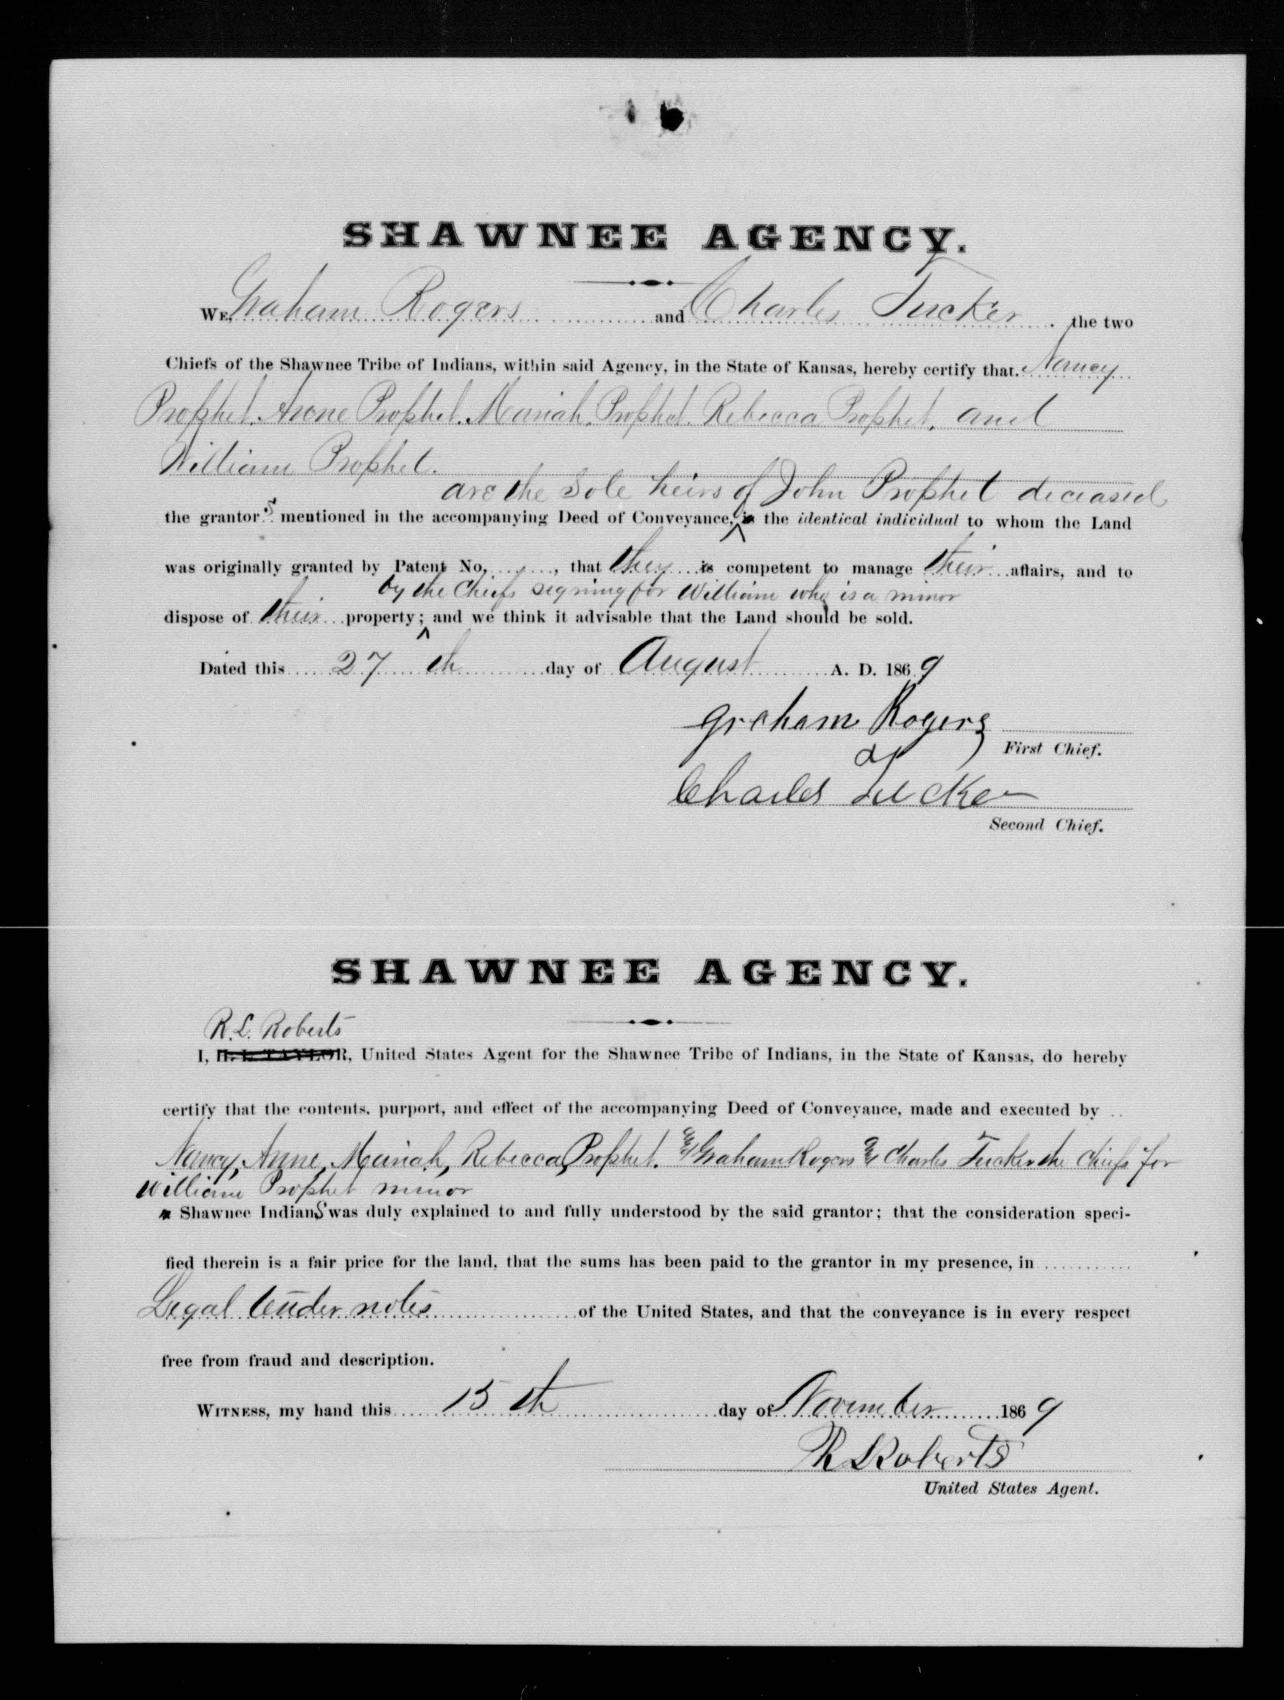 SHAWNEE AGENCY.
WE, Graham Rogers and Charles Tucker, the two
Chiefs of the Shawnee Tribe of Indians, within said Agency, in the State of Kansas, hereby certify that Nancy
Prophet. Anne Prophet. Mariah. Prophet. Rebecca Prophet. and
William Prophet.
are the sole heirs of John Prophet deceased
the grantor s mentioned in the accompanying Deed of Conveyance, is the identical individual to whom the Land
was originally granted by Patent No. , that they is competent to manage their affairs, and to
by the Chiefs signing for William who is a minor
dispose of their property; ^ and we think it advisable that the Land should be sold.
Dated this 27 th day of August A. D. 1869
Graham Rogers
First Chief.
Charles Tucker
Second Chief.
SHAWNEE AGENCY.
R. L. Roberts
I, H. L. TAYLOR, United States Agent for the Shawnee Tribe of Indians, in the State of Kansas, do hereby
certify that the contents, purport, and effect of the accompanying Deed of Conveyance, made and executed by
Nancy, Anne, Mariah, Rebecca, Prophet. & Graham Rogers & Charles Tucker the Chiefs for
William Prophet minor
a Shawnee Indians was duly explained to and fully understood by the said grantor; that the consideration speci-
fied therein is a fair price for the land, that the sums has been paid to the grantor in my presence, in
Legal tender notes of the United States, and that the conveyance is in every respect
free from fraud and description.
WITNESS, my hand this 15 th day of November 1869
R L Roberts
United States Agent.